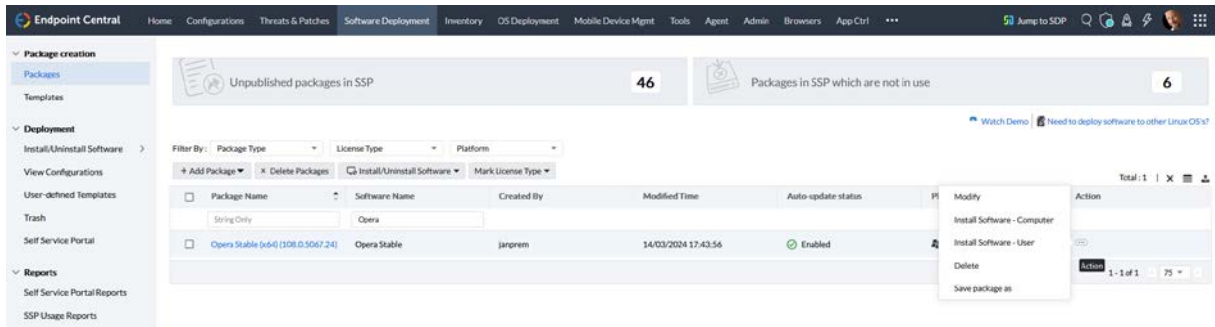 Endpoint Central Home Configurations Threats & Patches Software Deployment Inventory OS Deployment Mobile Device Mgmt Tools Agent Admin Browsers App Ctrl ••• Jump to SDP
Package creation
Packages
Templates
Deployment
Install/Uninstall Software
View Configurations
User-defined Templates
Trash
Self Service Portal
Reports
Self Service Portal Reports
SSP Usage Reports
Unpublished packages in SSP 46
Packages in SSP which are not in use 6
Watch Demo | Need to deploy software to other Linux OS's?
Filter By : Package Type License Type Platform
+ Add Package × Delete Packages Install/Uninstall Software Mark License Type
Total : 1
Package Name Software Name Created By Modified Time Auto-update status Action
String Only Opera
Opera Stable (x64) (108.0.5067.24) Opera Stable janprem 14/03/2024 17:43:56 Enabled
Modify
Install Software - Computer
Install Software - User
Delete
Save package as
Action
1 - 1 of 1 75